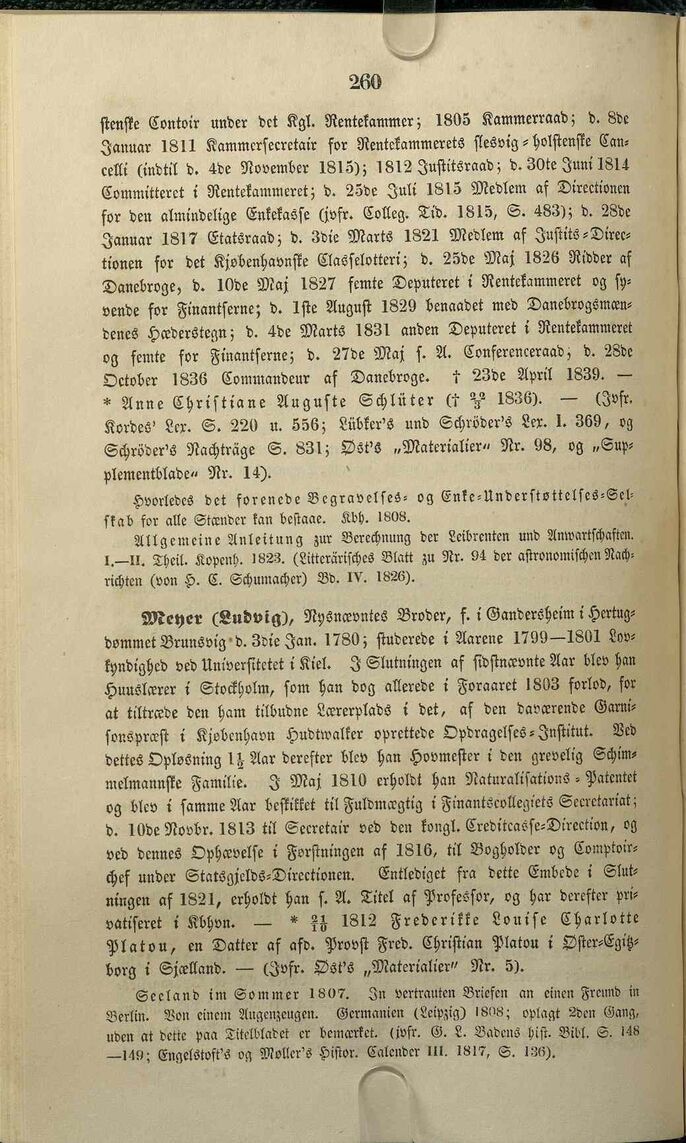 260
stenske Contoir under det Kgl. Rentekammer; 1805 Kammerraad; d. 8de
Januar 1811 Kammersecretair for Rentekammerets slesvig-holstenske Can-
celli (indtil d. 4de November 1815); 1812 Justitsraad; d. 30te Juni 1814
Committeret i Rentekammeret; d. 25de Juli 1815 Medlem af Directionen
for den almindelige Enkekasse (jvfr. Colleg. Tid. 1815, S. 483); d. 28de
Januar 1817 Etatsraad; d. 3die Marts 1821 Medlem af Justits-Direc-
tionen for det Kjøbenhavnske Classelotteri; d. 25de Maj 1826 Ridder af
Danebroge, d. 10de Maj 1827 femte Deputeret i Rentekammeret og sy-
vende for Finantserne; d. 1ste August 1829 benaadet med Danebrogsmæn-
denes Hæderstegn; d. 4de Marts 1831 anden Deputeret i Rentekammeret
og femte for Finantserne; d. 27de Maj s. A. Conferenceraad; d. 28de
October 1836 Commandeur af Danebroge. † 23de April 1839. —
* Anne Christiane Auguste Schlüter († 22/3 1836). — (Jvfr.
Kordes' Lex. S. 220 u. 556; Lübker's und Schröder's Lex. I. 369, og
Schröder's Nachträge S. 831; Øst's „Materialier“ Nr. 98, og „Sup-
plementblade“ Nr. 14).
Hvorledes det forenede Begravelses- og Enke-Understøttelses-Sel-
skab for alle Stænder kan bestaae. Kbh. 1808.
Allgemeine Anleitung zur Berechnung der Leibrenten und Anwartschaften.
I.—II. Theil. Kopenh. 1823. (Litterärisches Blatt zu Nr. 94 der astronomischen Nach-
richten (von H. C. Schumacher) Bd. IV. 1826).
Meyer (Ludvig), Nysnævntes Broder, f. i Gandersheim i Hertug-
dømmet Brunsvig d. 3die Jan. 1780; studerede i Aarene 1799—1801 Lov-
kyndighed ved Universitetet i Kiel. I Slutningen af sidstnævnte Aar blev han
Huuslærer i Stockholm, som han dog allerede i Foraaret 1803 forlod, for
at tiltræde den ham tilbudne Lærerplads i det, af den daværende Garni-
sonspræst i Kjøbenhavn Hudtwalker oprettede Opdragelses-Institut. Ved
dettes Opløsning 1½ Aar derefter blev han Hovmester i den grevelig Schim-
melmannske Familie. I Maj 1810 erholdt han Naturalisations-Patentet
og blev i samme Aar beskikket til Fuldmægtig i Finantscollegiets Secretariat;
d. 10de Novbr. 1813 til Secretair ved den kongl. Creditcasse-Direction, og
ved dennes Ophævelse i Førstningen af 1816, til Bogholder og Comptoir-
chef under Statsgjelds-Directionen. Entlediget fra dette Embede i Slut-
ningen af 1821, erholdt han s. A. Titel af Professor, og har derefter pri-
vatiseret i Kbhvn. — * 21/10 1812 Frederikke Louise Charlotte
Platou, en Datter af afd. Provst Fred. Christian Platou i Øster-Egitz-
borg i Sjælland. — (Jvfr. Øst's „Materialier“ Nr. 5).
Seeland im Sommer 1807. In vertrauten Briefen an einen Freund in
Berlin. Von einem Augenzeugen. Germanien (Leipzig) 1808; oplagt 2den Gang,
uden at dette paa Titelbladet er bemærket. (jvfr. G. L. Badens hist. Bibl. S. 148
—149; Engelstoft's og Møller's Histor. Calender III. 1817, S. 136).